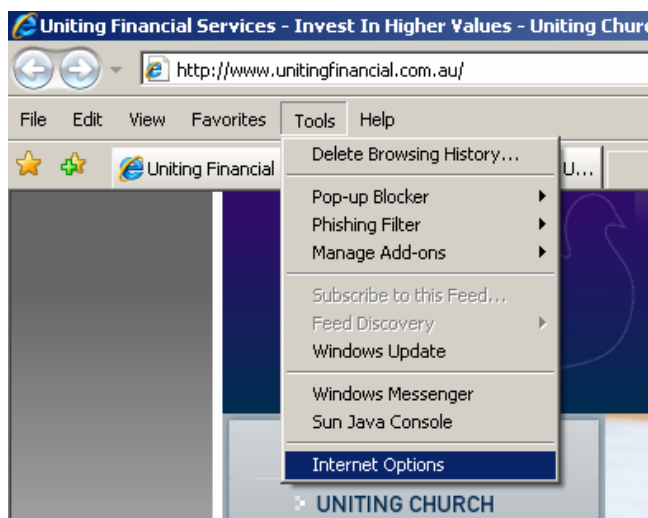 Uniting Financial Services - Invest In Higher Values - Uniting Chur
http://www.unitingfinancial.com.au/
File Edit View Favorites Tools Help
Uniting Financial U...
Delete Browsing History...
Pop-up Blocker
Phishing Filter
Manage Add-ons
Subscribe to this Feed...
Feed Discovery
Windows Update
Windows Messenger
Sun Java Console
Internet Options
UNITING CHURCH